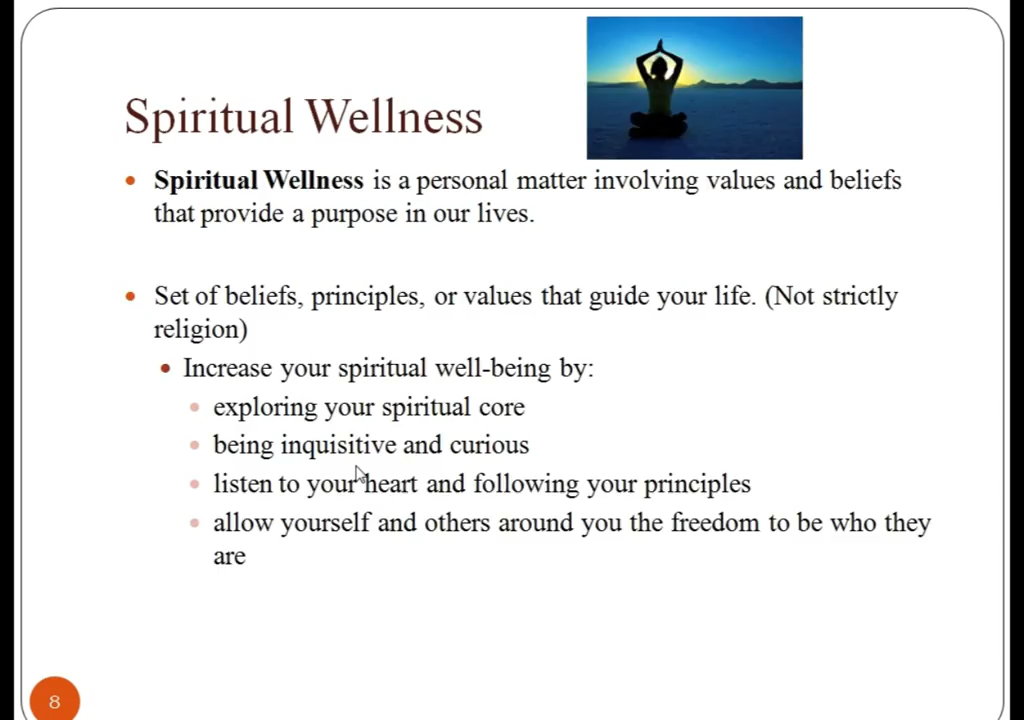 Spiritual Wellness
Spiritual Wellness is a personal matter involving values and beliefs
that provide a purpose in our lives.
Set of beliefs, principles, or values that guide your life. (Not strictly
religion)
Increase your spiritual well-being by:
exploring your spiritual core
being inquisitive and curious
listen to your heart and following your principles
allow yourself and others around you the freedom to be who they
are
8